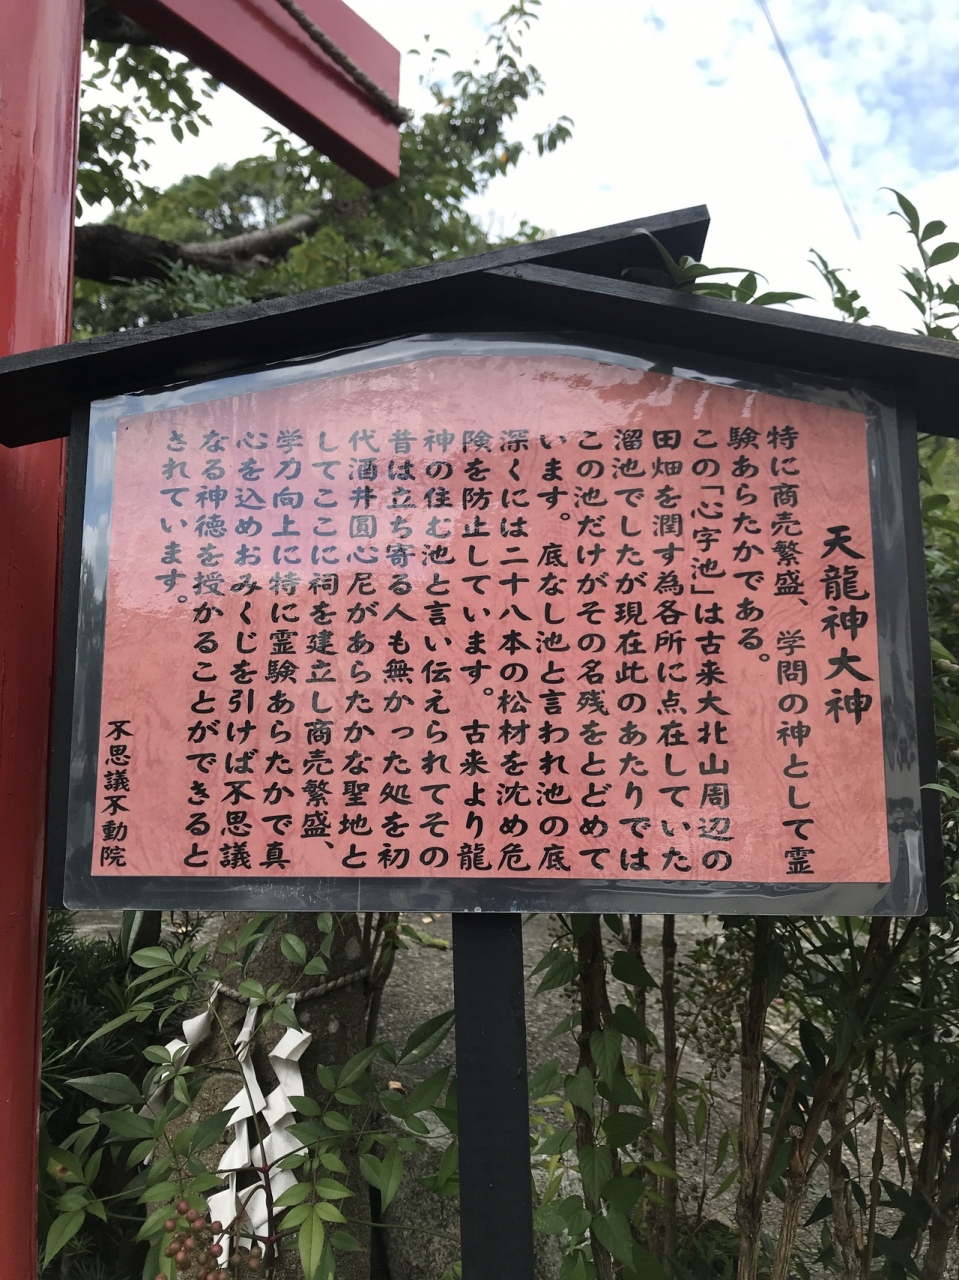 天龍神大神
特に商売繁盛、学問の神として霊
験あらたかである。
この「心字池」は古来大北山周辺の
田畑を潤す為各所に点在していた
溜池でしたが現在此のあたりでは
この池だけがその名残をとどめて
います。底なし池と言われ池の底
深くには二十八本の松材を沈め危
険を防止しています。古来より龍
神の住む池と言い伝えられてその
昔は立ち寄る人も無かった処を初
代酒井圓心尼があらたかな聖地と
してここに祠を建立し商売繁盛、
学力向上に特に霊験あらたかで真
心を込めおみくじを引けば不思議
なる神徳を授かることができると
されています。
不思議不動院